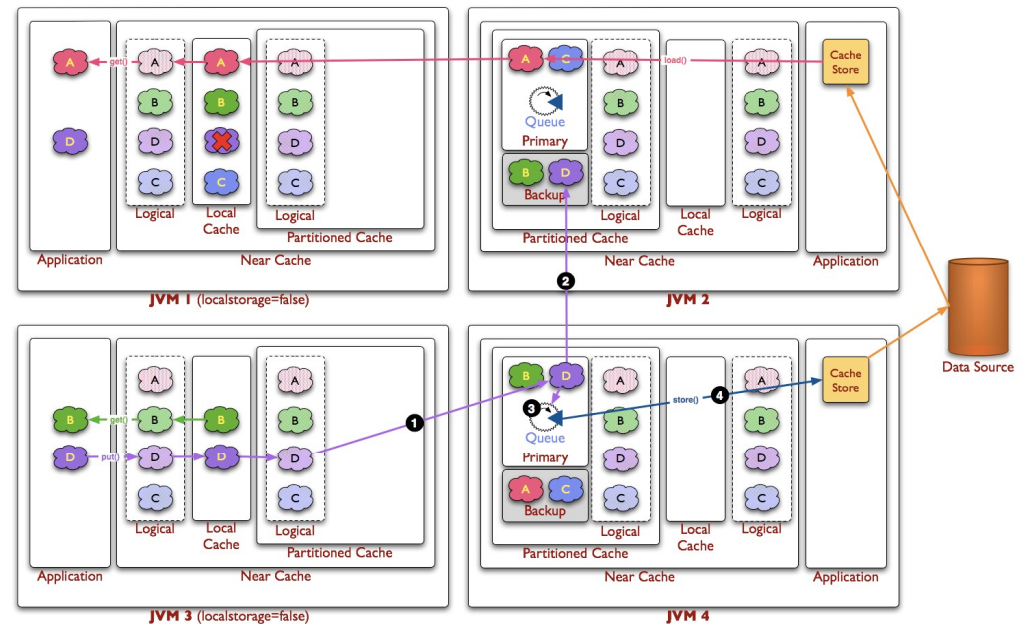 A get() A A A A C A load() A Cache
Store
B B B B B
Queue
D D D D Primary D D
C C C B D C C
Backup
Logical Local
Cache Logical Logical Local
Cache Logical
Partitioned Cache Partitioned Cache
Application Near Cache Near Cache Application
JVM 1 (localstorage=false) 2 JVM 2
Data Source
A A B D A A Cache
Store
3 store() 4
B get() B B B 1 B B
Queue
D put() D D D Primary D D
C C A C C C
Backup
Logical Local
Cache Logical Logical Local
Cache Logical
Partitioned Cache Partitioned Cache
Application Near Cache Near Cache Application
JVM 3 (localstorage=false) JVM 4